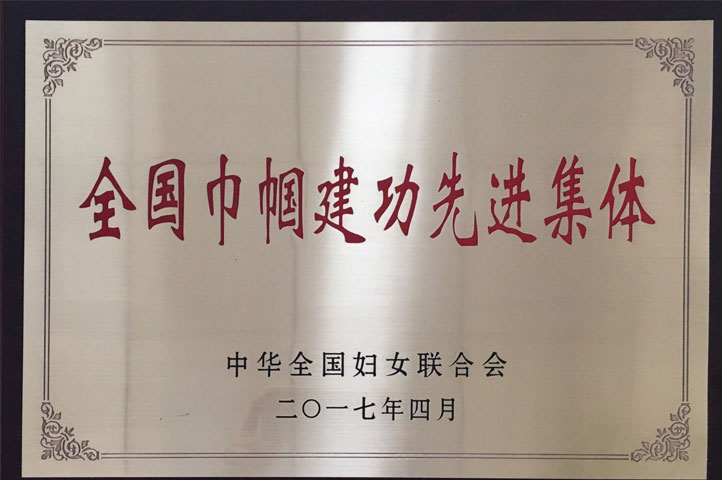 全国巾帼建功先进集体
中华全国妇女联合会
二〇一七年四月